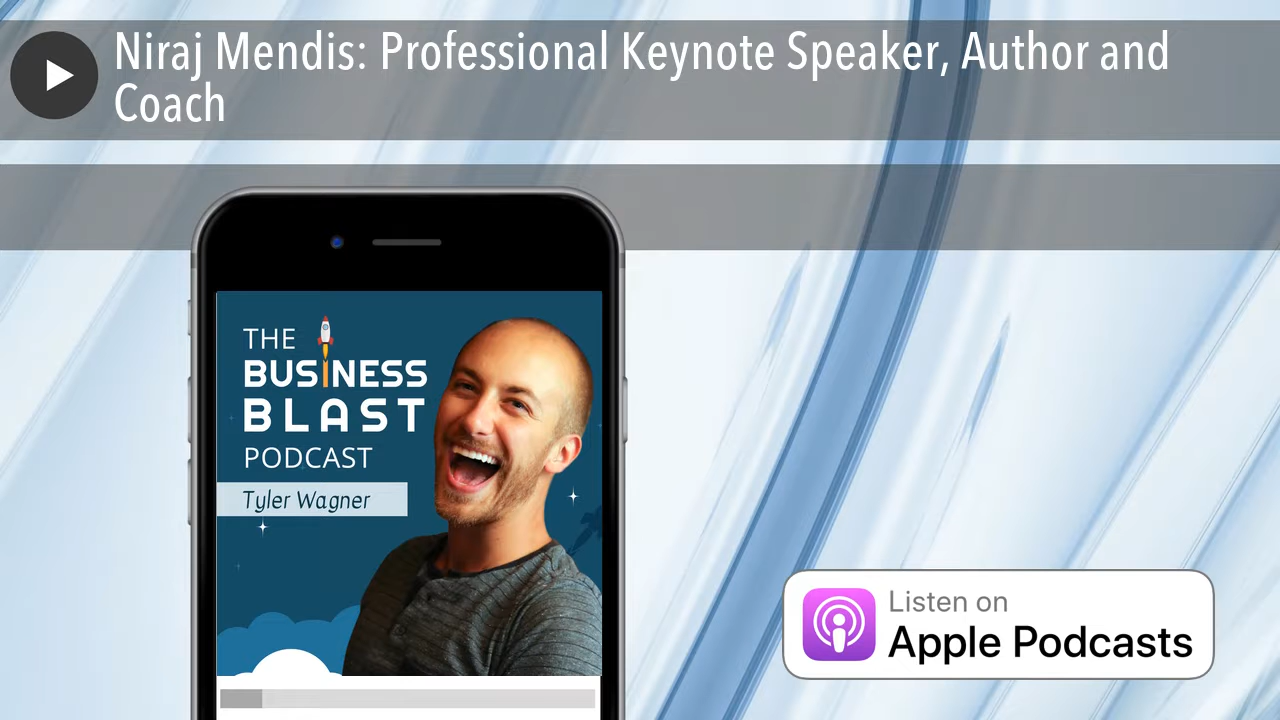 Niraj Mendis: Professional Keynote Speaker, Author and
Coach
THE
BUSINESS
BLAST
PODCAST
Tyler Wagner
Listen on
Apple Podcasts